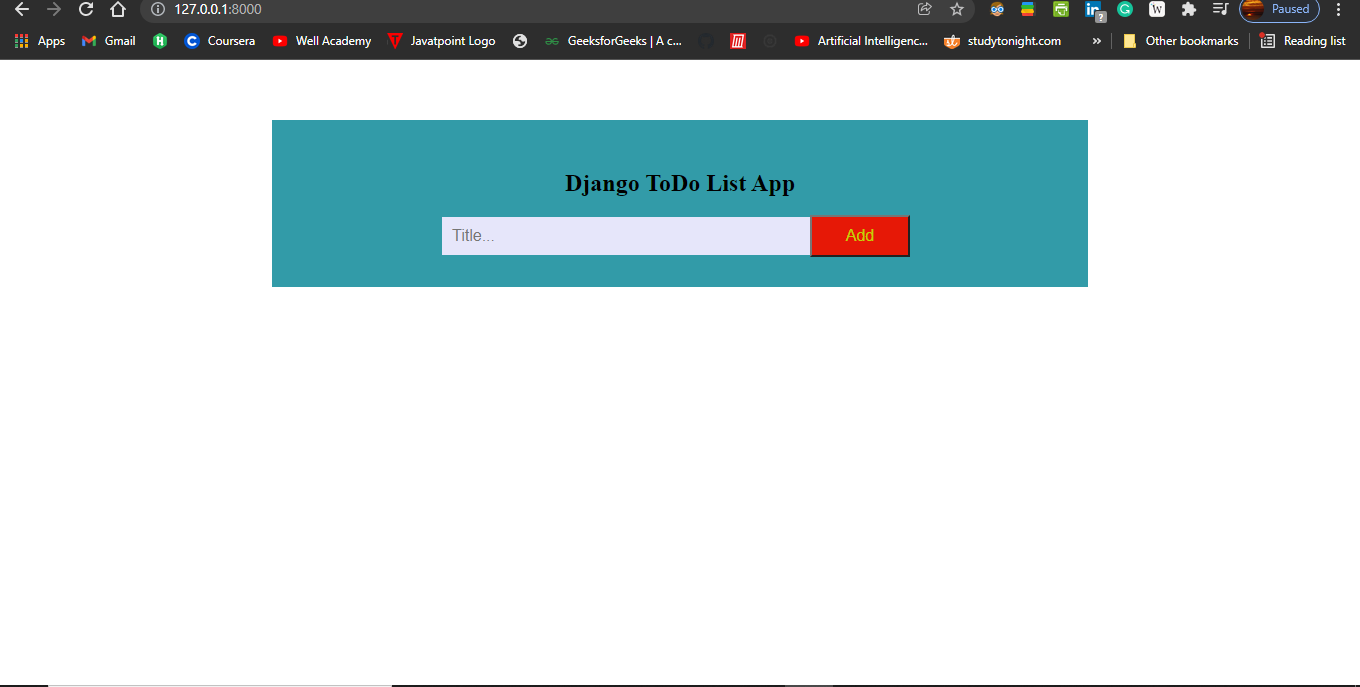 127.0.0.1:8000
Paused
Apps Gmail Coursera Well Academy Javatpoint Logo GeeksforGeeks | A c... Artificial Intelligenc... studytonight.com » Other bookmarks Reading list
Django ToDo List App
Title... Add